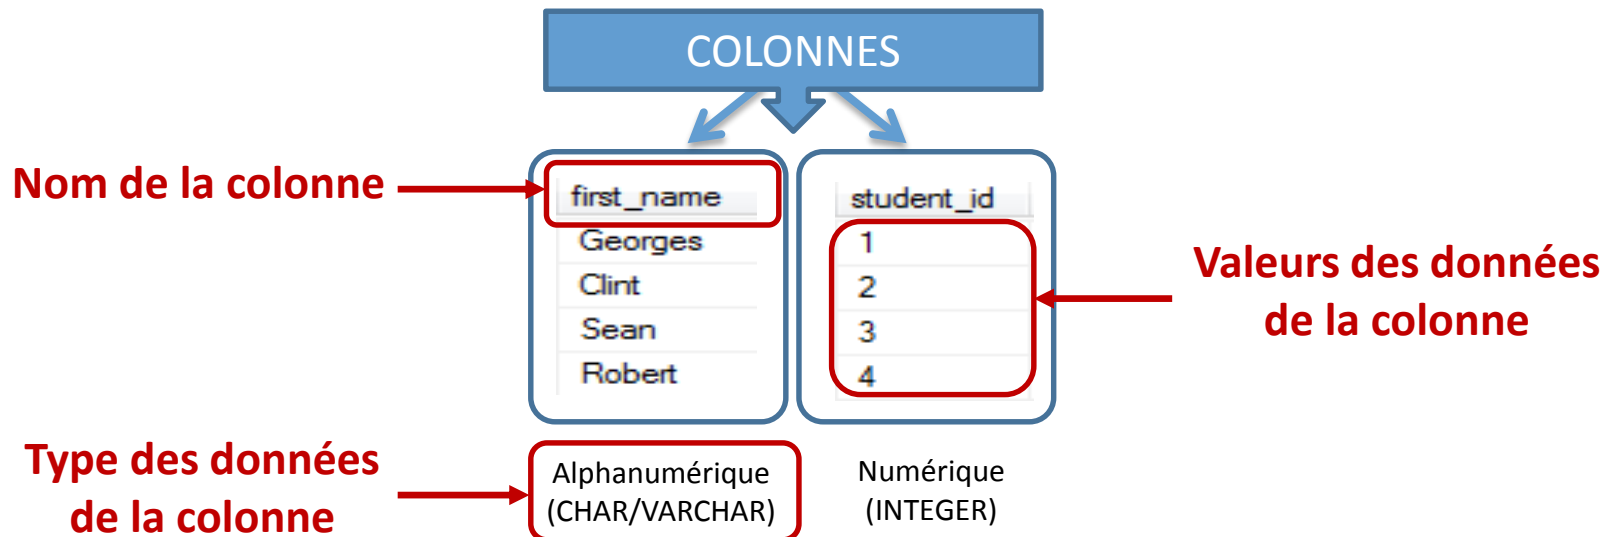 COLONNES
Nom de la colonne
first_name
Georges
Clint
Sean
Robert
student_id
1
2
3
4
Valeurs des données
de la colonne
Type des données
de la colonne
Alphanumérique
(CHAR/VARCHAR)
Numérique
(INTEGER)